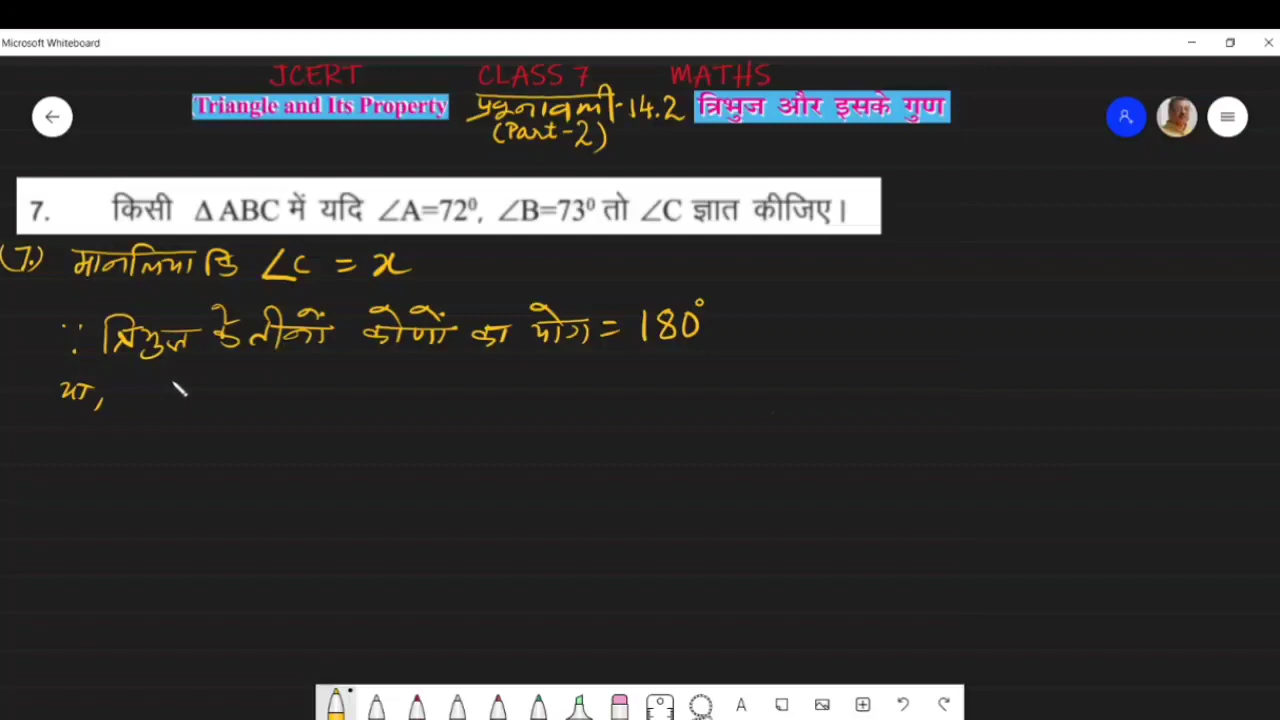 Microsoft Whiteboard
JCERT CLASS 7 MATHS
Triangle and Its Property प्रश्नावली-14.2 त्रिभुज और इसके गुण
(Part-2)
7. किसी Δ ABC में यदि ∠A=72⁰, ∠B=73⁰ तो ∠C ज्ञात कीजिए।
(7.) मानलिया कि ∠C = x
∵ त्रिभुज के तीनों कोणों का योग = 180°
या,
A